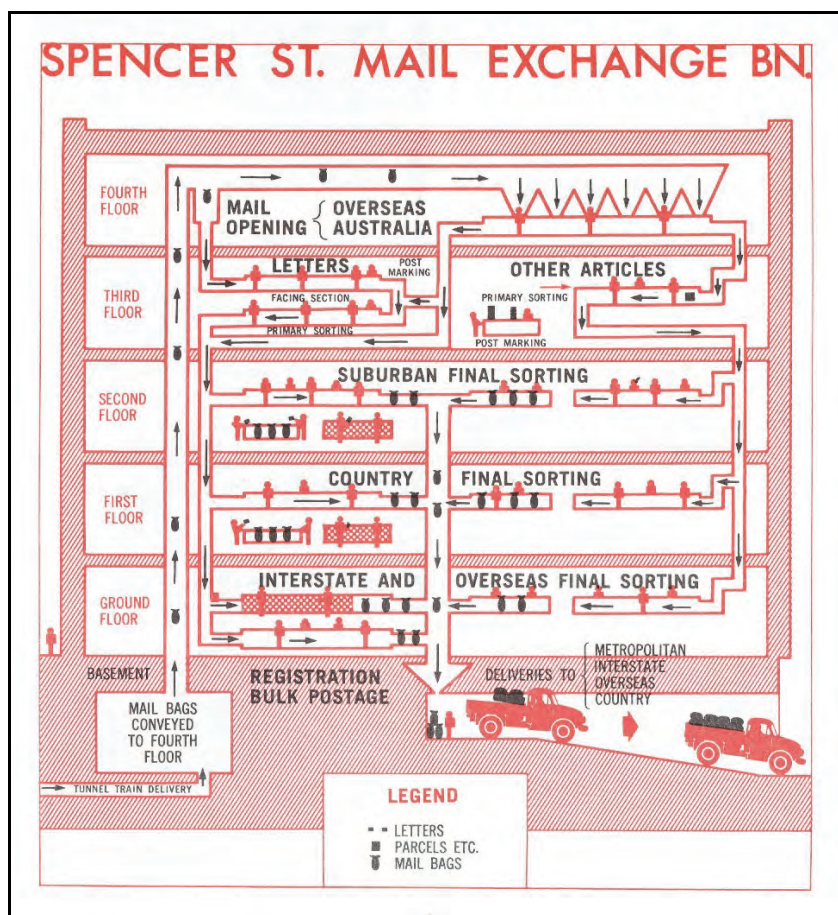 SPENCER ST. MAIL EXCHANGE BN.
FOURTH
FLOOR
MAIL
OPENING
OVERSEAS
AUSTRALIA
THIRD
FLOOR
LETTERS
POST
MARKING
FACING SECTION
PRIMARY SORTING
OTHER ARTICLES
PRIMARY SORTING
POST MARKING
SECOND
FLOOR
SUBURBAN FINAL SORTING
FIRST
FLOOR
COUNTRY FINAL SORTING
GROUND
FLOOR
INTERSTATE AND OVERSEAS FINAL SORTING
BASEMENT
REGISTRATION
BULK POSTAGE
DELIVERIES TO
METROPOLITAN
INTERSTATE
OVERSEAS
COUNTRY
MAIL BAGS
CONVEYED
TO FOURTH
FLOOR
TUNNEL TRAIN DELIVERY
LEGEND
LETTERS
PARCELS ETC.
MAIL BAGS